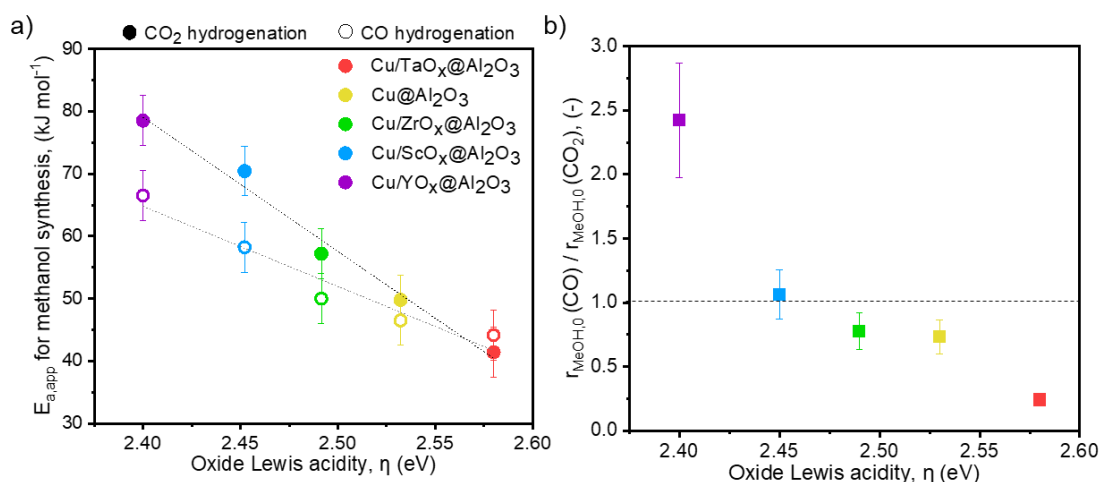 a)
● CO₂ hydrogenation ○ CO hydrogenation
Cu/TaOₓ@Al₂O₃
Cu@Al₂O₃
Cu/ZrOₓ@Al₂O₃
Cu/ScOₓ@Al₂O₃
Cu/YOₓ@Al₂O₃
Eₐ,ₐₚₚ for methanol synthesis, (kJ mol⁻¹)
90
80
70
60
50
40
30
2.40 2.45 2.50 2.55 2.60
Oxide Lewis acidity, η (eV)
b)
r_MeOH,0 (CO) / r_MeOH,0 (CO₂), (-)
3.0
2.5
2.0
1.5
1.0
0.5
0.0
2.40 2.45 2.50 2.55 2.60
Oxide Lewis acidity, η (eV)